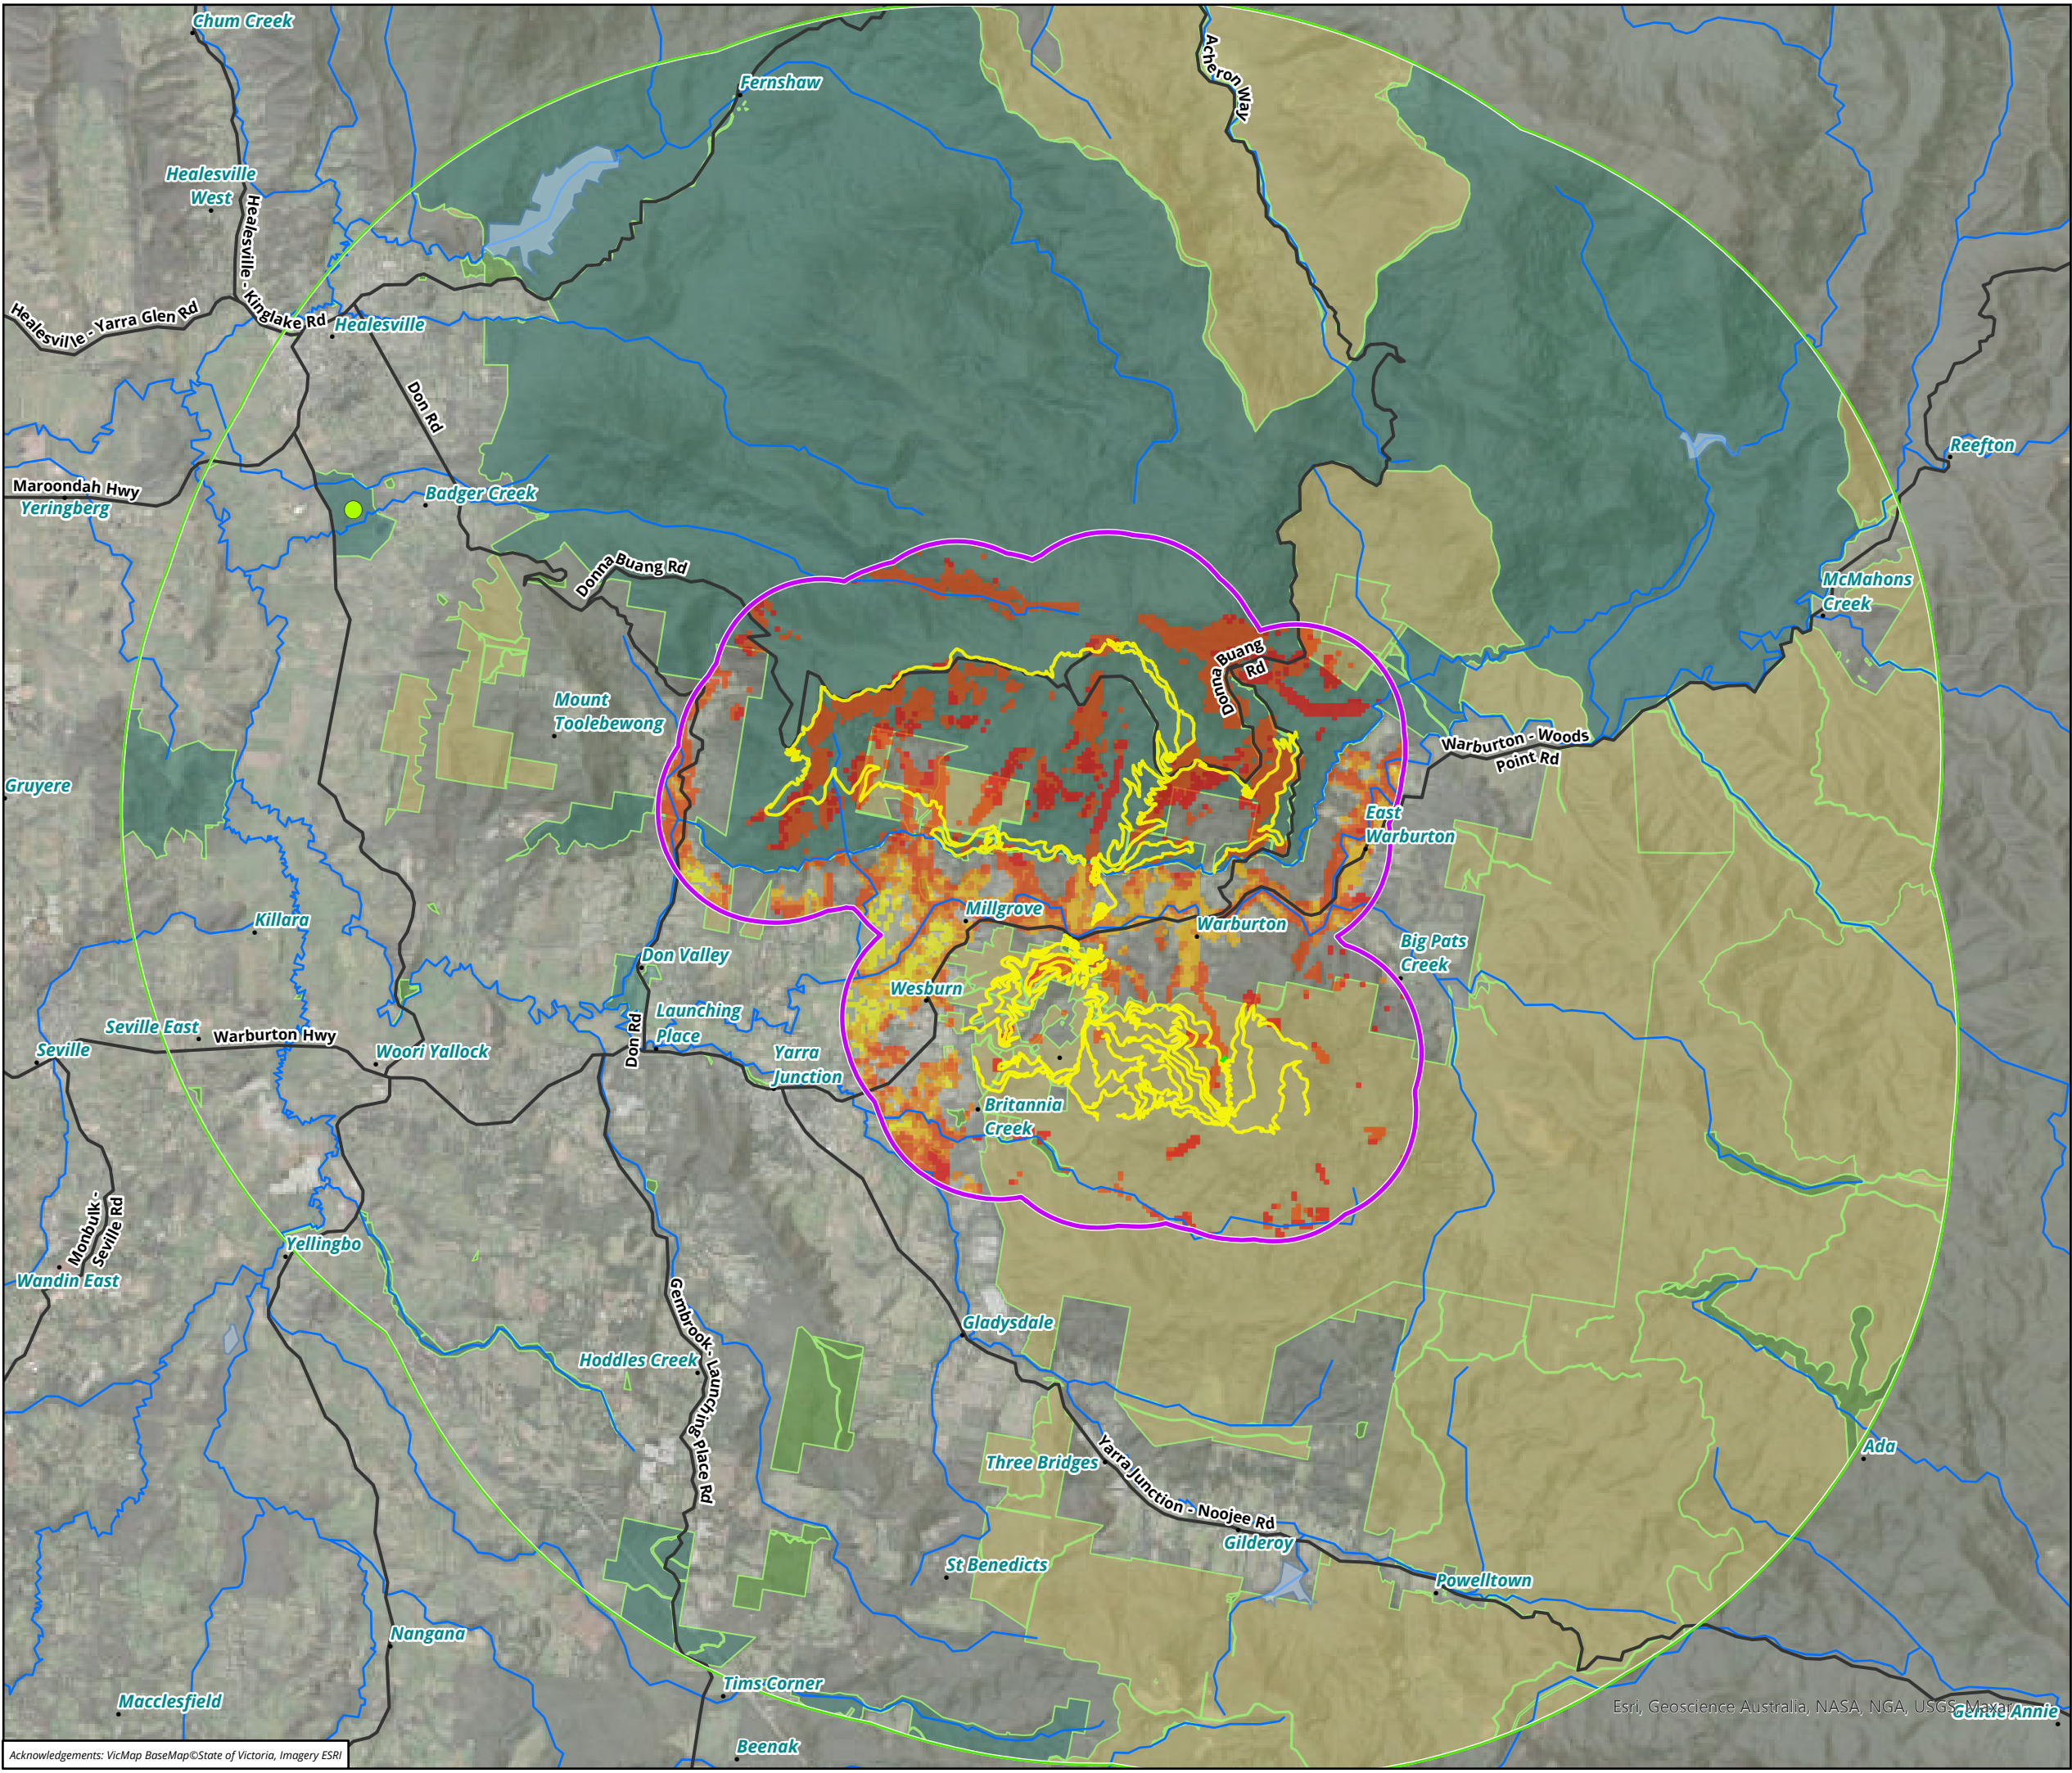 Chum Creek
Acheron Way
Fernshaw
Healesville
West
Healesville - Kinglake Rd
Healesville - Yarra Glen Rd
Healesville
Don Rd
Reefton
Maroondah Hwy
Yeringberg
Badger Creek
Donna Buang Rd
McMahons
Creek
Donna Buang
Rd
Mount
Toolebewong
Warburton - Woods
Point Rd
Gruyere
East
Warburton
Millgrove
Killara
Warburton
Big Pats
Creek
Don Valley
Wesburn
Launching
Place
Seville East
Warburton Hwy
Don Rd
Seville
Woori Yallock
Yarra
Junction
Britannia
Creek
Monbulk -
Seville Rd
Yellingbo
Wandin East
Gladysdale
Gembrook - Launching Place Rd
Hoddles Creek
Three Bridges
Yarra Junction - Noojee Rd
Ada
Gilderoy
St Benedicts
Powelltown
Nangana
Tims Corner
Macclesfield
Esri, Geoscience Australia, NASA, NGA, USGS, Maxar
Gentle Annie
Beenak
Acknowledgements: VicMap BaseMap©State of Victoria, Imagery ESRI